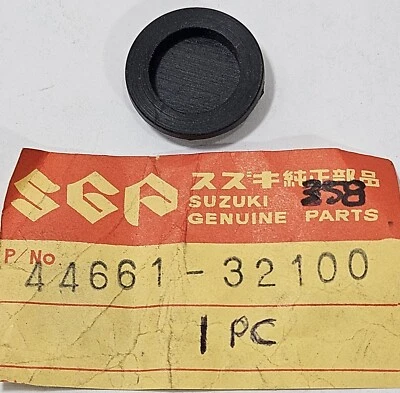 SGP スズキ純正部品
SUZUKI 358
GENUINE PARTS
P/No 44661-32100
1 PC